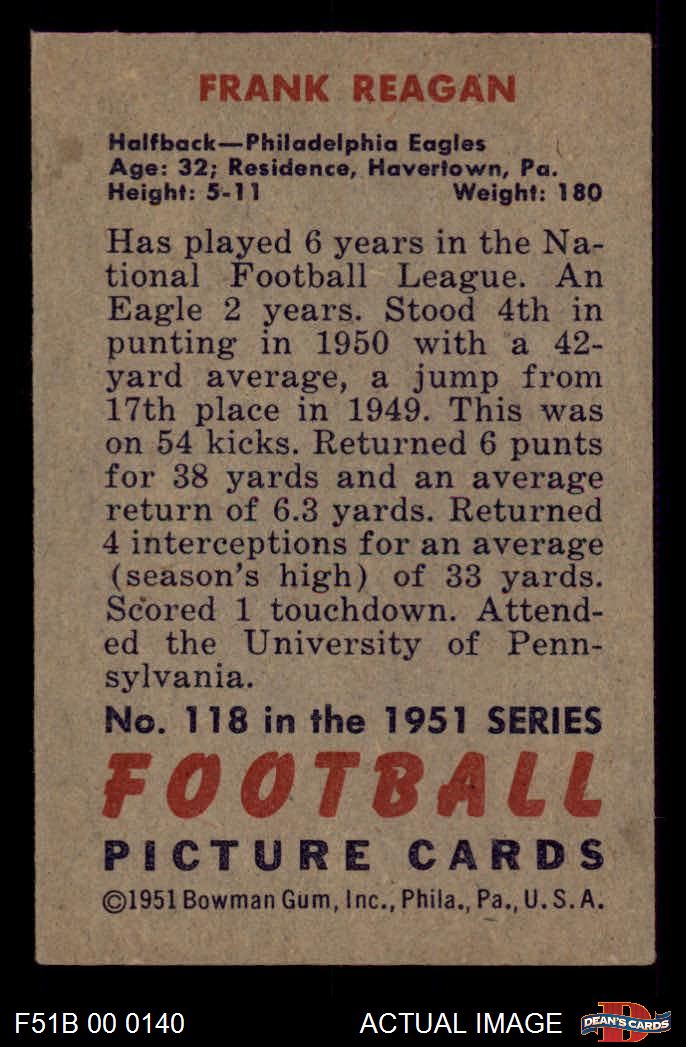 FRANK REAGAN
Halfback—Philadelphia Eagles
Age: 32; Residence, Havertown, Pa.
Height: 5-11 Weight: 180
Has played 6 years in the Na-
tional Football League. An
Eagle 2 years. Stood 4th in
punting in 1950 with a 42-
yard average, a jump from
17th place in 1949. This was
on 54 kicks. Returned 6 punts
for 38 yards and an average
return of 6.3 yards. Returned
4 interceptions for an average
(season's high) of 33 yards.
Scored 1 touchdown. Attend-
ed the University of Penn-
sylvania.
No. 118 in the 1951 SERIES
FOOTBALL
PICTURE CARDS
©1951 Bowman Gum, Inc., Phila., Pa., U.S.A.
F51B 00 0140 ACTUAL IMAGE
D
DEAN'S CARDS